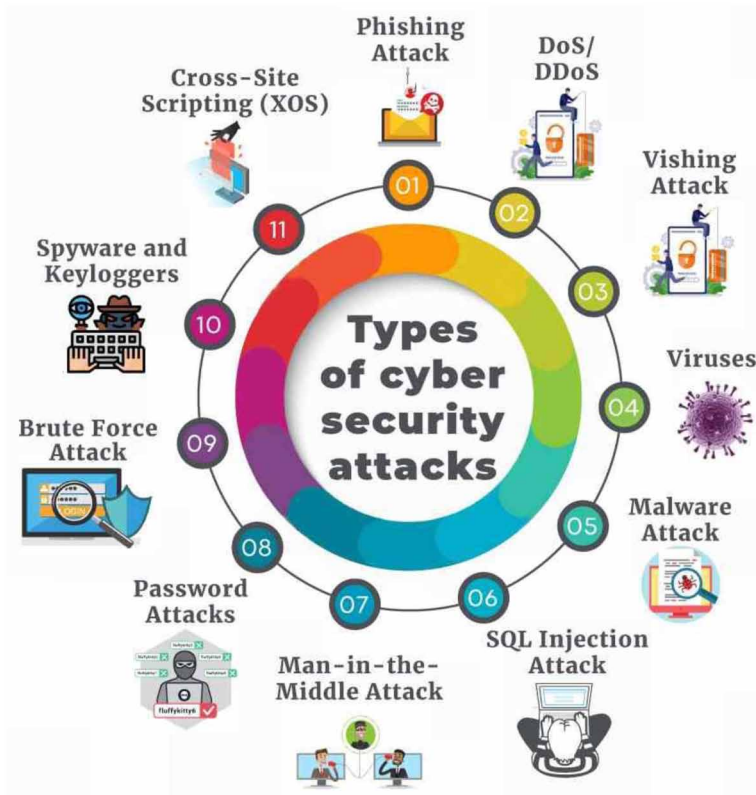 Types
of cyber
security
attacks
01
Phishing
Attack
02
DoS/
DDoS
03
Vishing
Attack
04
Viruses
05
Malware
Attack
06
SQL Injection
Attack
07
Man-in-the-
Middle Attack
08
Password
Attacks
fluffykitty6
09
Brute Force
Attack
LOGIN
10
Spyware and
Keyloggers
11
Cross-Site
Scripting (XOS)